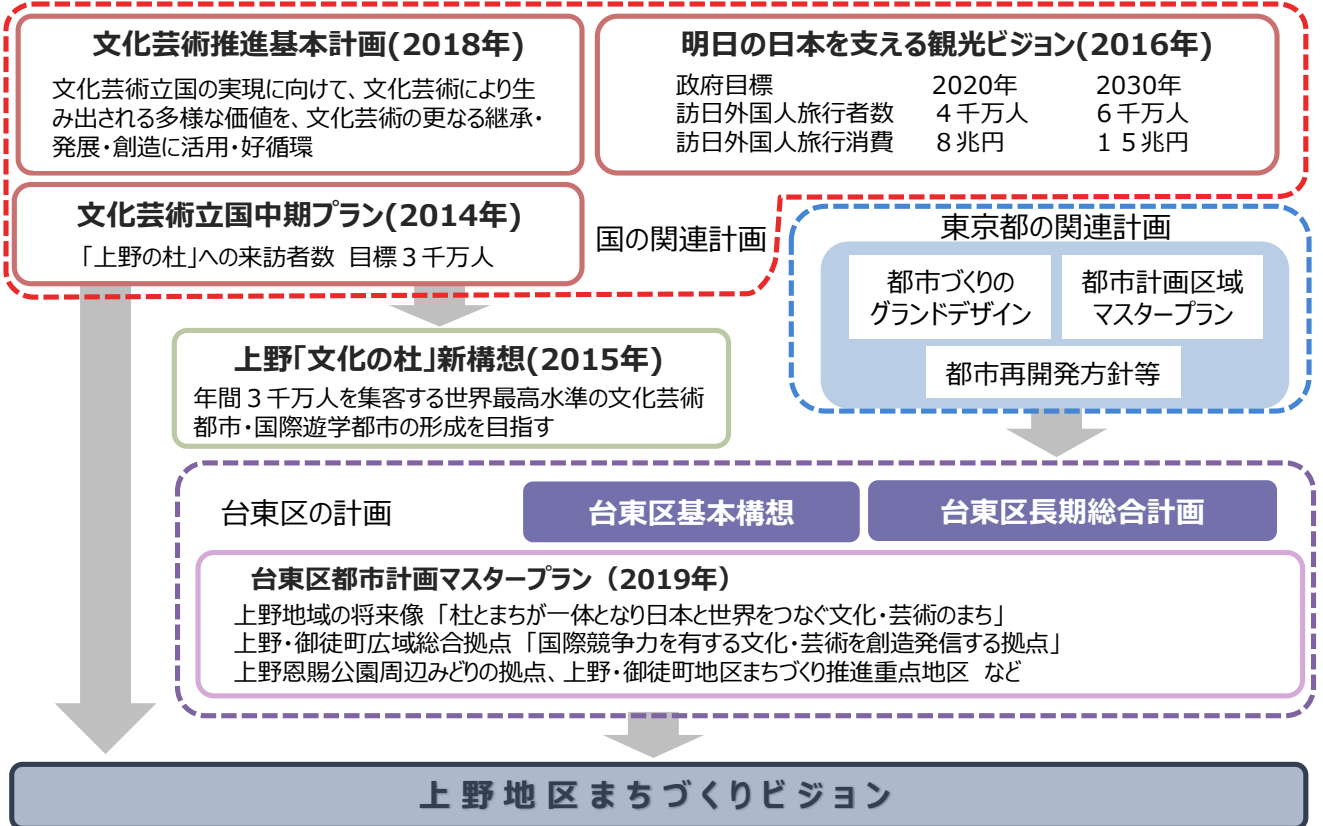 文化芸術推進基本計画(2018年)
文化芸術立国の実現に向けて、文化芸術により生
み出される多様な価値を、文化芸術の更なる継承・
発展・創造に活用・好循環
明日の日本を支える観光ビジョン(2016年)
政府目標 2020年 2030年
訪日外国人旅行者数 4千万人 6千万人
訪日外国人旅行消費 8兆円 15兆円
文化芸術立国中期プラン(2014年)
「上野の杜」への来訪者数 目標3千万人
国の関連計画
東京都の関連計画
都市づくりの
グランドデザイン
都市計画区域
マスタープラン
都市再開発方針等
上野「文化の杜」新構想(2015年)
年間3千万人を集客する世界最高水準の文化芸術
都市・国際遊学都市の形成を目指す
台東区の計画
台東区基本構想
台東区長期総合計画
台東区都市計画マスタープラン（2019年）
上野地域の将来像「杜とまちが一体となり日本と世界をつなぐ文化・芸術のまち」
上野・御徒町広域総合拠点「国際競争力を有する文化・芸術を創造発信する拠点」
上野恩賜公園周辺みどりの拠点、上野・御徒町地区まちづくり推進重点地区 など
上野地区まちづくりビジョン